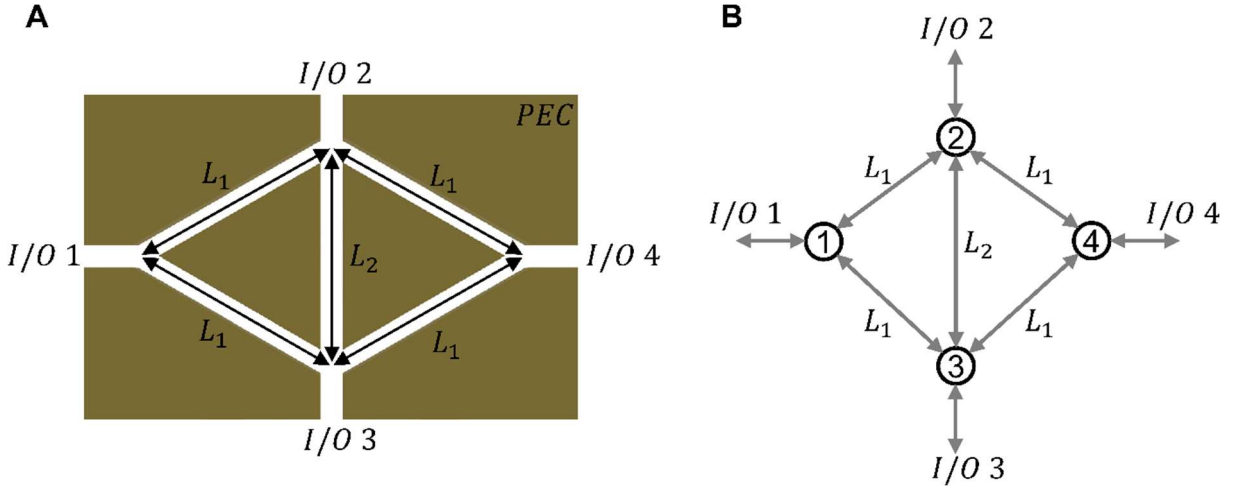 A
I/O 2
PEC
L₁
L₁
I/O 1
L₂
I/O 4
L₁
L₁
I/O 3
B
I/O 2
2
L₁
L₁
I/O 1
I/O 4
1
L₂
4
L₁
L₁
3
I/O 3